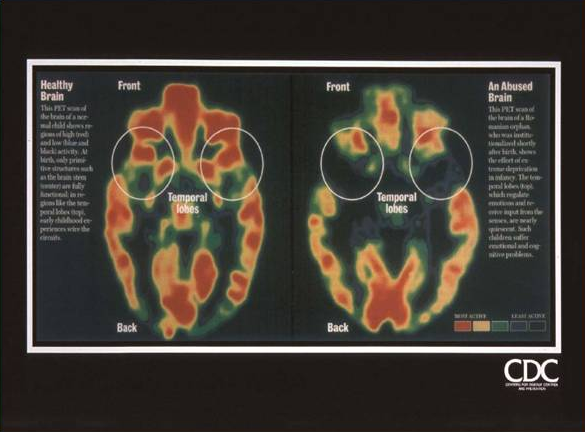 Healthy
Brain
This PET scan of
the brain of a nor-
mal child shows re-
gions of high (red)
and low (blue and
black) activity. At
birth, only primi-
tive structures such
as the brain stem
(center) are fully
functional; in re-
gions like the tem-
poral lobes (top),
early childhood ex-
periences wire the
circuits.
Front
Temporal
lobes
Back
Front
Temporal
lobes
Back
An Abused
Brain
This PET scan of
the brain of a Ro-
manian orphan,
who was institu-
tionalized shortly
after birth, shows
the effect of ex-
treme deprivation
in infancy. The tem-
poral lobes (top),
which regulate
emotions and re-
ceive input from the
senses, are nearly
quiescent. Such
children suffer
emotional and cog-
nitive problems.
MOST ACTIVE
LEAST ACTIVE
CDC
CENTERS FOR DISEASE CONTROL
AND PREVENTION